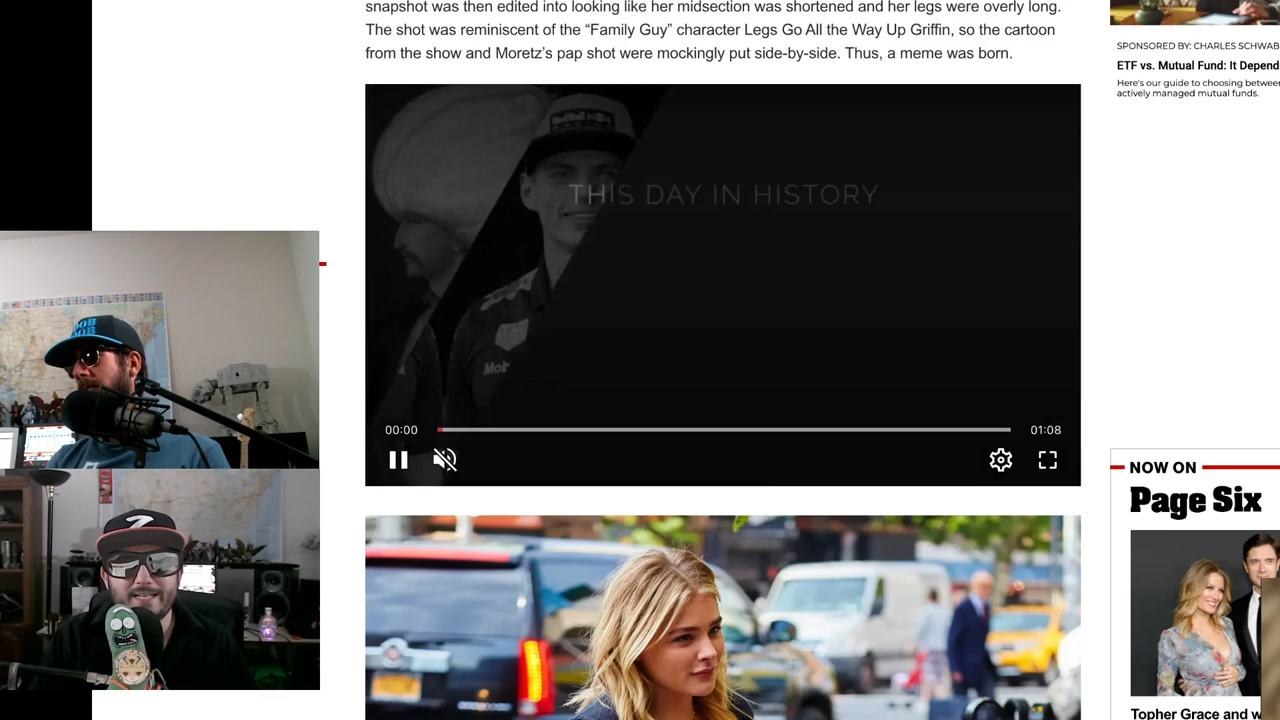 snapshot was then edited into looking like her midsection was shortened and her legs were overly long.
The shot was reminiscent of the “Family Guy” character Legs Go All the Way Up Griffin, so the cartoon
from the show and Moretz’s pap shot were mockingly put side-by-side. Thus, a meme was born.
THIS DAY IN HISTORY
00:00
01:08
SPONSORED BY: CHARLES SCHWAB
ETF vs. Mutual Fund: It Depend
Here's our guide to choosing between
actively managed mutual funds.
NOW ON
Page Six
Topher Grace and w